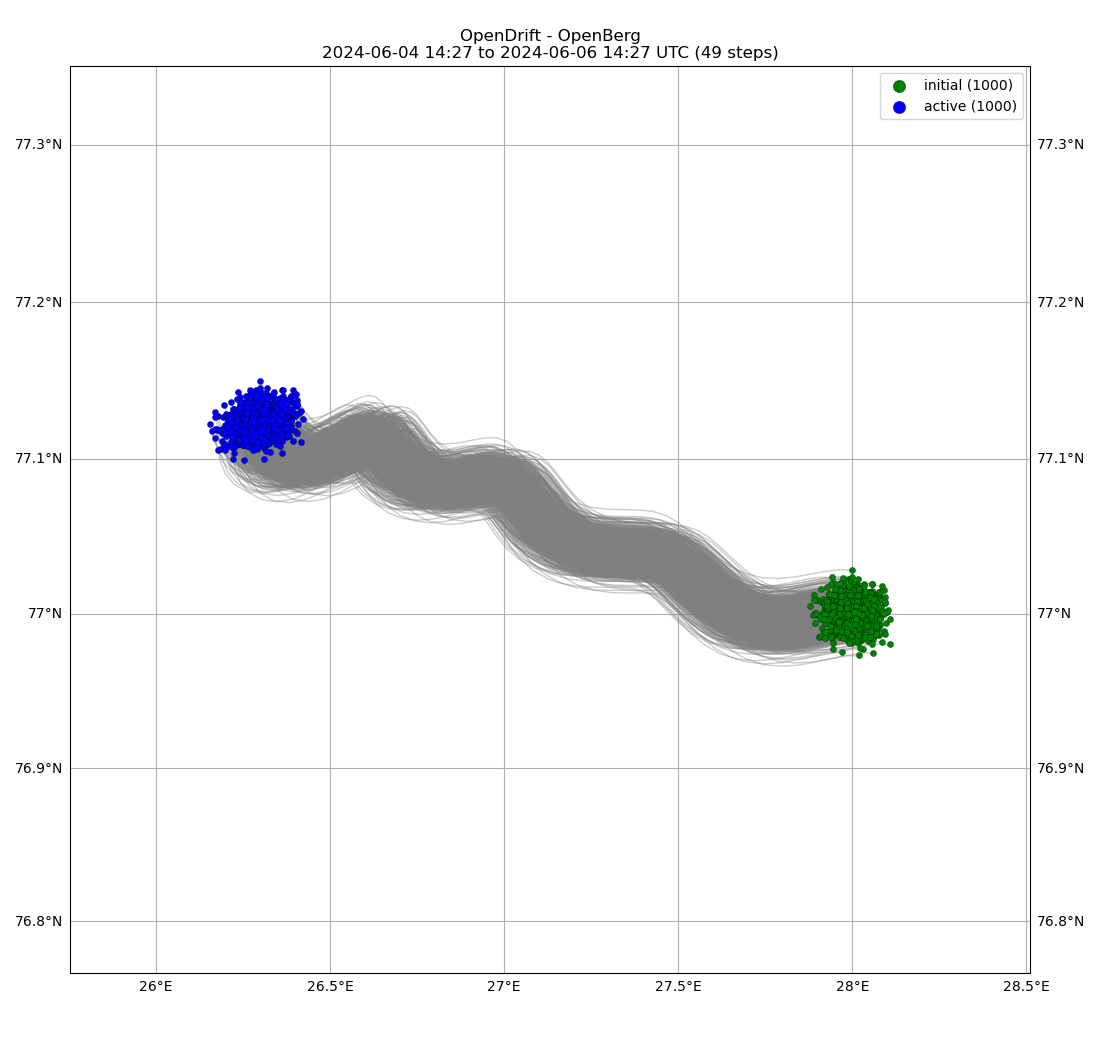 OpenDrift - OpenBerg
2024-06-04 14:27 to 2024-06-06 14:27 UTC (49 steps)
initial (1000)
active (1000)
77.3°N 77.3°N
77.2°N 77.2°N
77.1°N 77.1°N
77°N 77°N
76.9°N 76.9°N
76.8°N 76.8°N
26°E 26.5°E 27°E 27.5°E 28°E 28.5°E